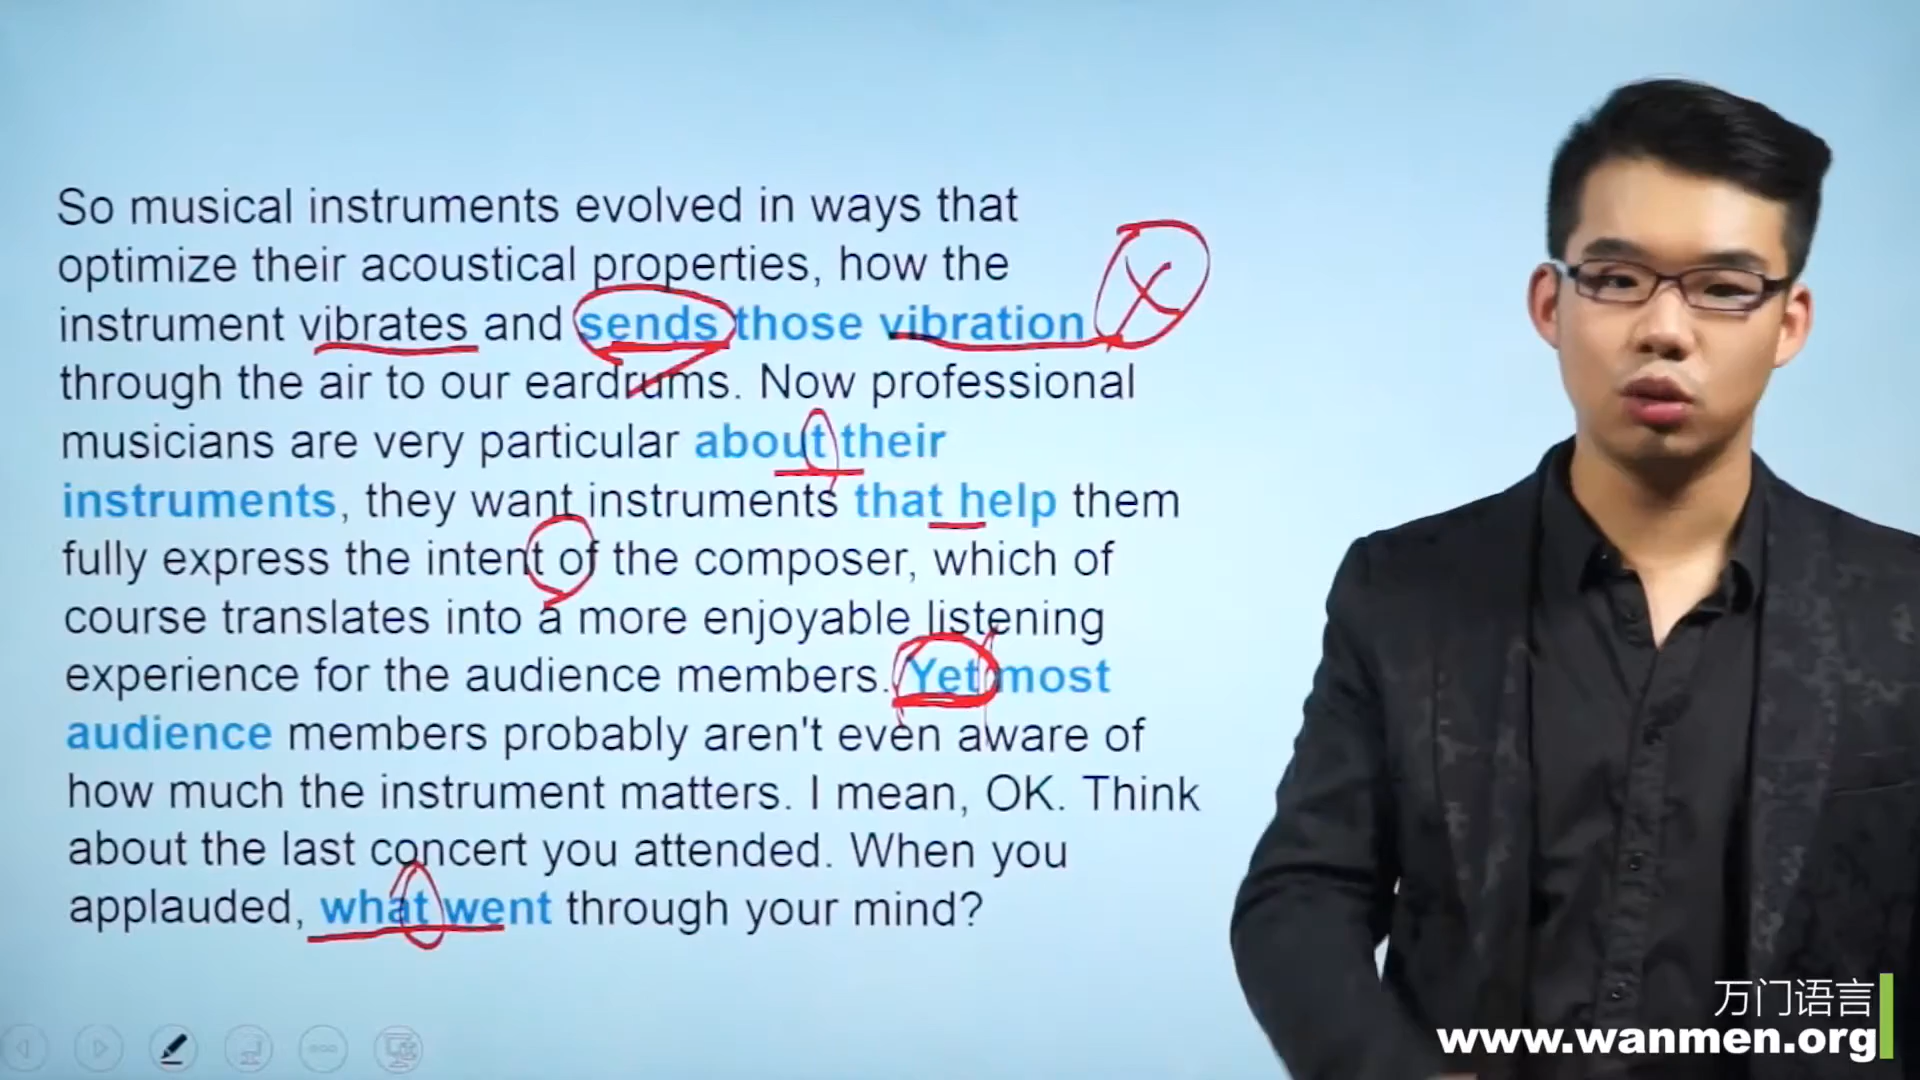 So musical instruments evolved in ways that
optimize their acoustical properties, how the
instrument vibrates and sends those vibration
through the air to our eardrums. Now professional
musicians are very particular about their
instruments, they want instruments that help them
fully express the intent of the composer, which of
course translates into a more enjoyable listening
experience for the audience members. Yet most
audience members probably aren't even aware of
how much the instrument matters. I mean, OK. Think
about the last concert you attended. When you
applauded, what went through your mind?
万门语言
www.wanmen.org